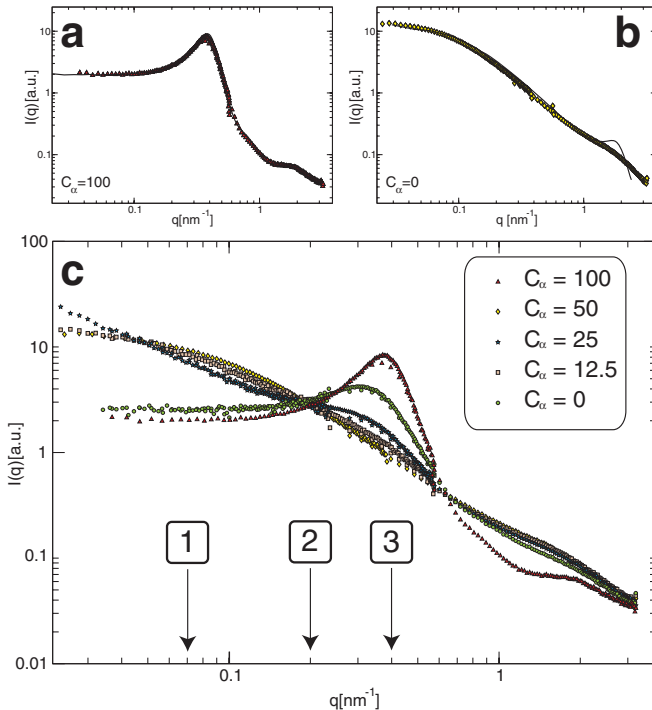 a
I(q)[a.u.]
10
1
0.1
C_α=100
0.1
1
q[nm⁻¹]
b
I(q)[a.u.]
10
1
0.1
C_α=0
0.1
1
q [nm⁻¹]
c
I(q)[a.u.]
100
10
1
0.1
0.01
C_α = 100
C_α = 50
C_α = 25
C_α = 12.5
C_α = 0
1
2
3
0.1
1
q[nm⁻¹]